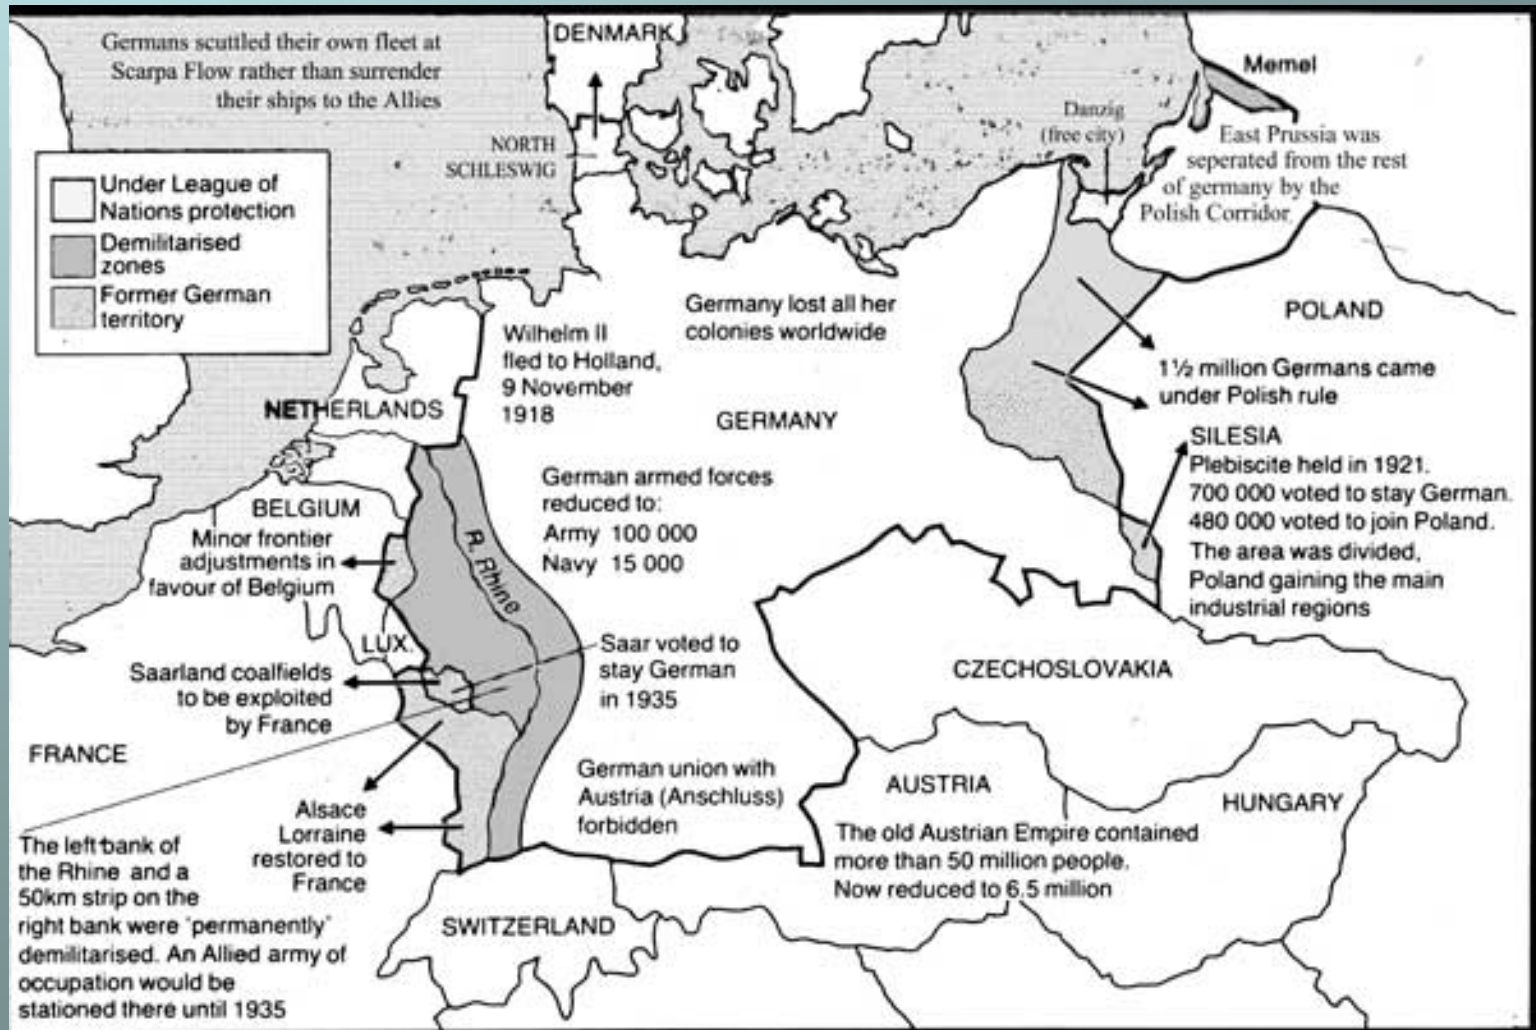 Germans scuttled their own fleet at
Scarpa Flow rather than surrender
their ships to the Allies
DENMARK
Memel
Danzig
(free city)
NORTH
SCHLESWIG
East Prussia was
seperated from the rest
of germany by the
Polish Corridor
Under League of
Nations protection
Demilitarised
zones
Former German
territory
Germany lost all her
colonies worldwide
POLAND
Wilhelm II
fled to Holland,
9 November
1918
1½ million Germans came
under Polish rule
NETHERLANDS
GERMANY
SILESIA
Plebiscite held in 1921.
700 000 voted to stay German.
480 000 voted to join Poland.
The area was divided,
Poland gaining the main
industrial regions
German armed forces
reduced to:
Army 100 000
Navy 15 000
BELGIUM
Minor frontier
adjustments in
favour of Belgium
R. Rhine
LUX.
Saar voted to
stay German
in 1935
Saarland coalfields
to be exploited
by France
CZECHOSLOVAKIA
FRANCE
German union with
Austria (Anschluss)
forbidden
AUSTRIA
HUNGARY
Alsace
Lorraine
restored to
France
The old Austrian Empire contained
more than 50 million people.
Now reduced to 6.5 million
The left bank of
the Rhine and a
50km strip on the
right bank were 'permanently'
demilitarised. An Allied army of
occupation would be
stationed there until 1935
SWITZERLAND